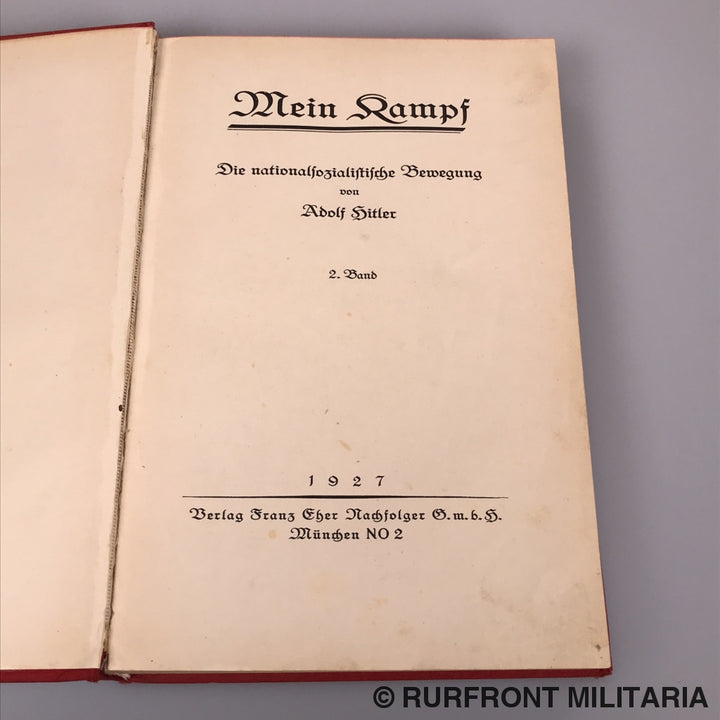 Mein Kampf
Die nationalsozialistische Bewegung
von
Adolf Hitler
2. Band
1927
Verlag Franz Eher Nachfolger G.m.b.H.
München NO 2
© RURFRONT MILITARIA